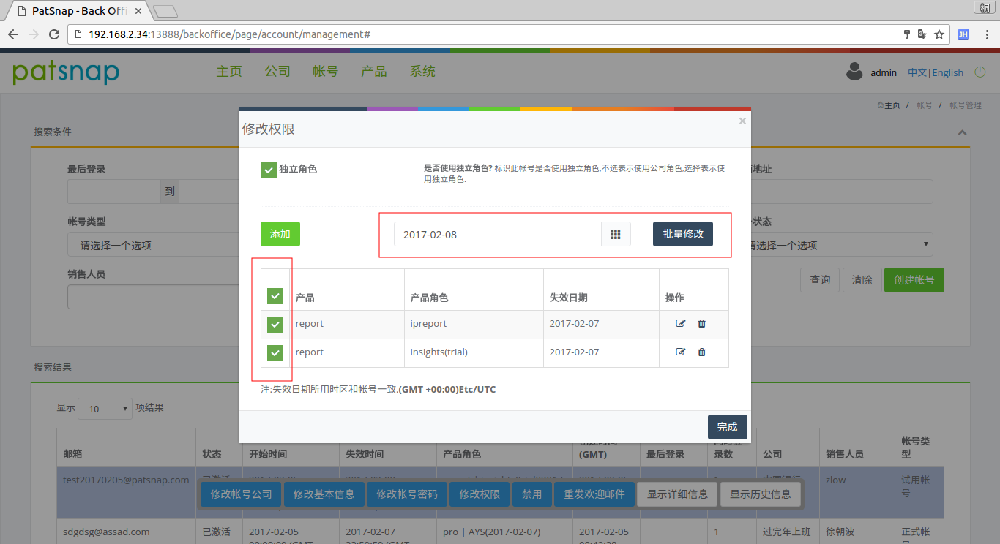 PatSnap - Back Offi
192.168.2.34:13888/backoffice/page/account/management#
JH
patsnap
主页 公司 帐号 产品 系统
admin 中文|English
主页 / 帐号 / 帐号管理
搜索条件
修改权限
×
独立角色
是否使用独立角色? 标识此帐号是否使用独立角色,不选表示使用公司角色,选择表示使
用独立角色.
最后登录
到
地址
帐号类型
请选择一个选项
状态
选择一个选项
添加
2017-02-08
批量修改
销售人员
查询 清除 创建帐号
产品 产品角色 失效日期 操作
report ipreport 2017-02-07
report insights(trial) 2017-02-07
注:失效日期所用时区和帐号一致.(GMT +00:00)Etc/UTC
完成
搜索结果
显示 10 项结果
邮箱 状态 开始时间 失效时间 产品角色 (GMT) 最后登录 录数 公司 销售人员 帐号类
型
test20170205@patsnap.com zlow 试用帐
号
修改帐号公司 修改基本信息 修改帐号密码 修改权限 禁用 重发欢迎邮件 显示详细信息 显示历史信息
sdgdsg@assad.com 已激活 2017-02-05 2017-02-07 pro | AYS(2017-02-07) 2017-02-05 1 过完年上班 徐朝波 正式帐